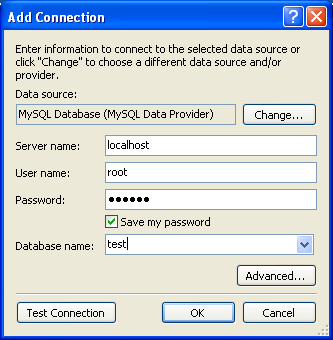 Add Connection
Enter information to connect to the selected data source or
click "Change" to choose a different data source and/or
provider.
Data source:
MySQL Database (MySQL Data Provider)
Change...
Server name:
localhost
User name:
root
Password:
●●●●●●
Save my password
Database name:
test
Advanced...
Test Connection
OK
Cancel